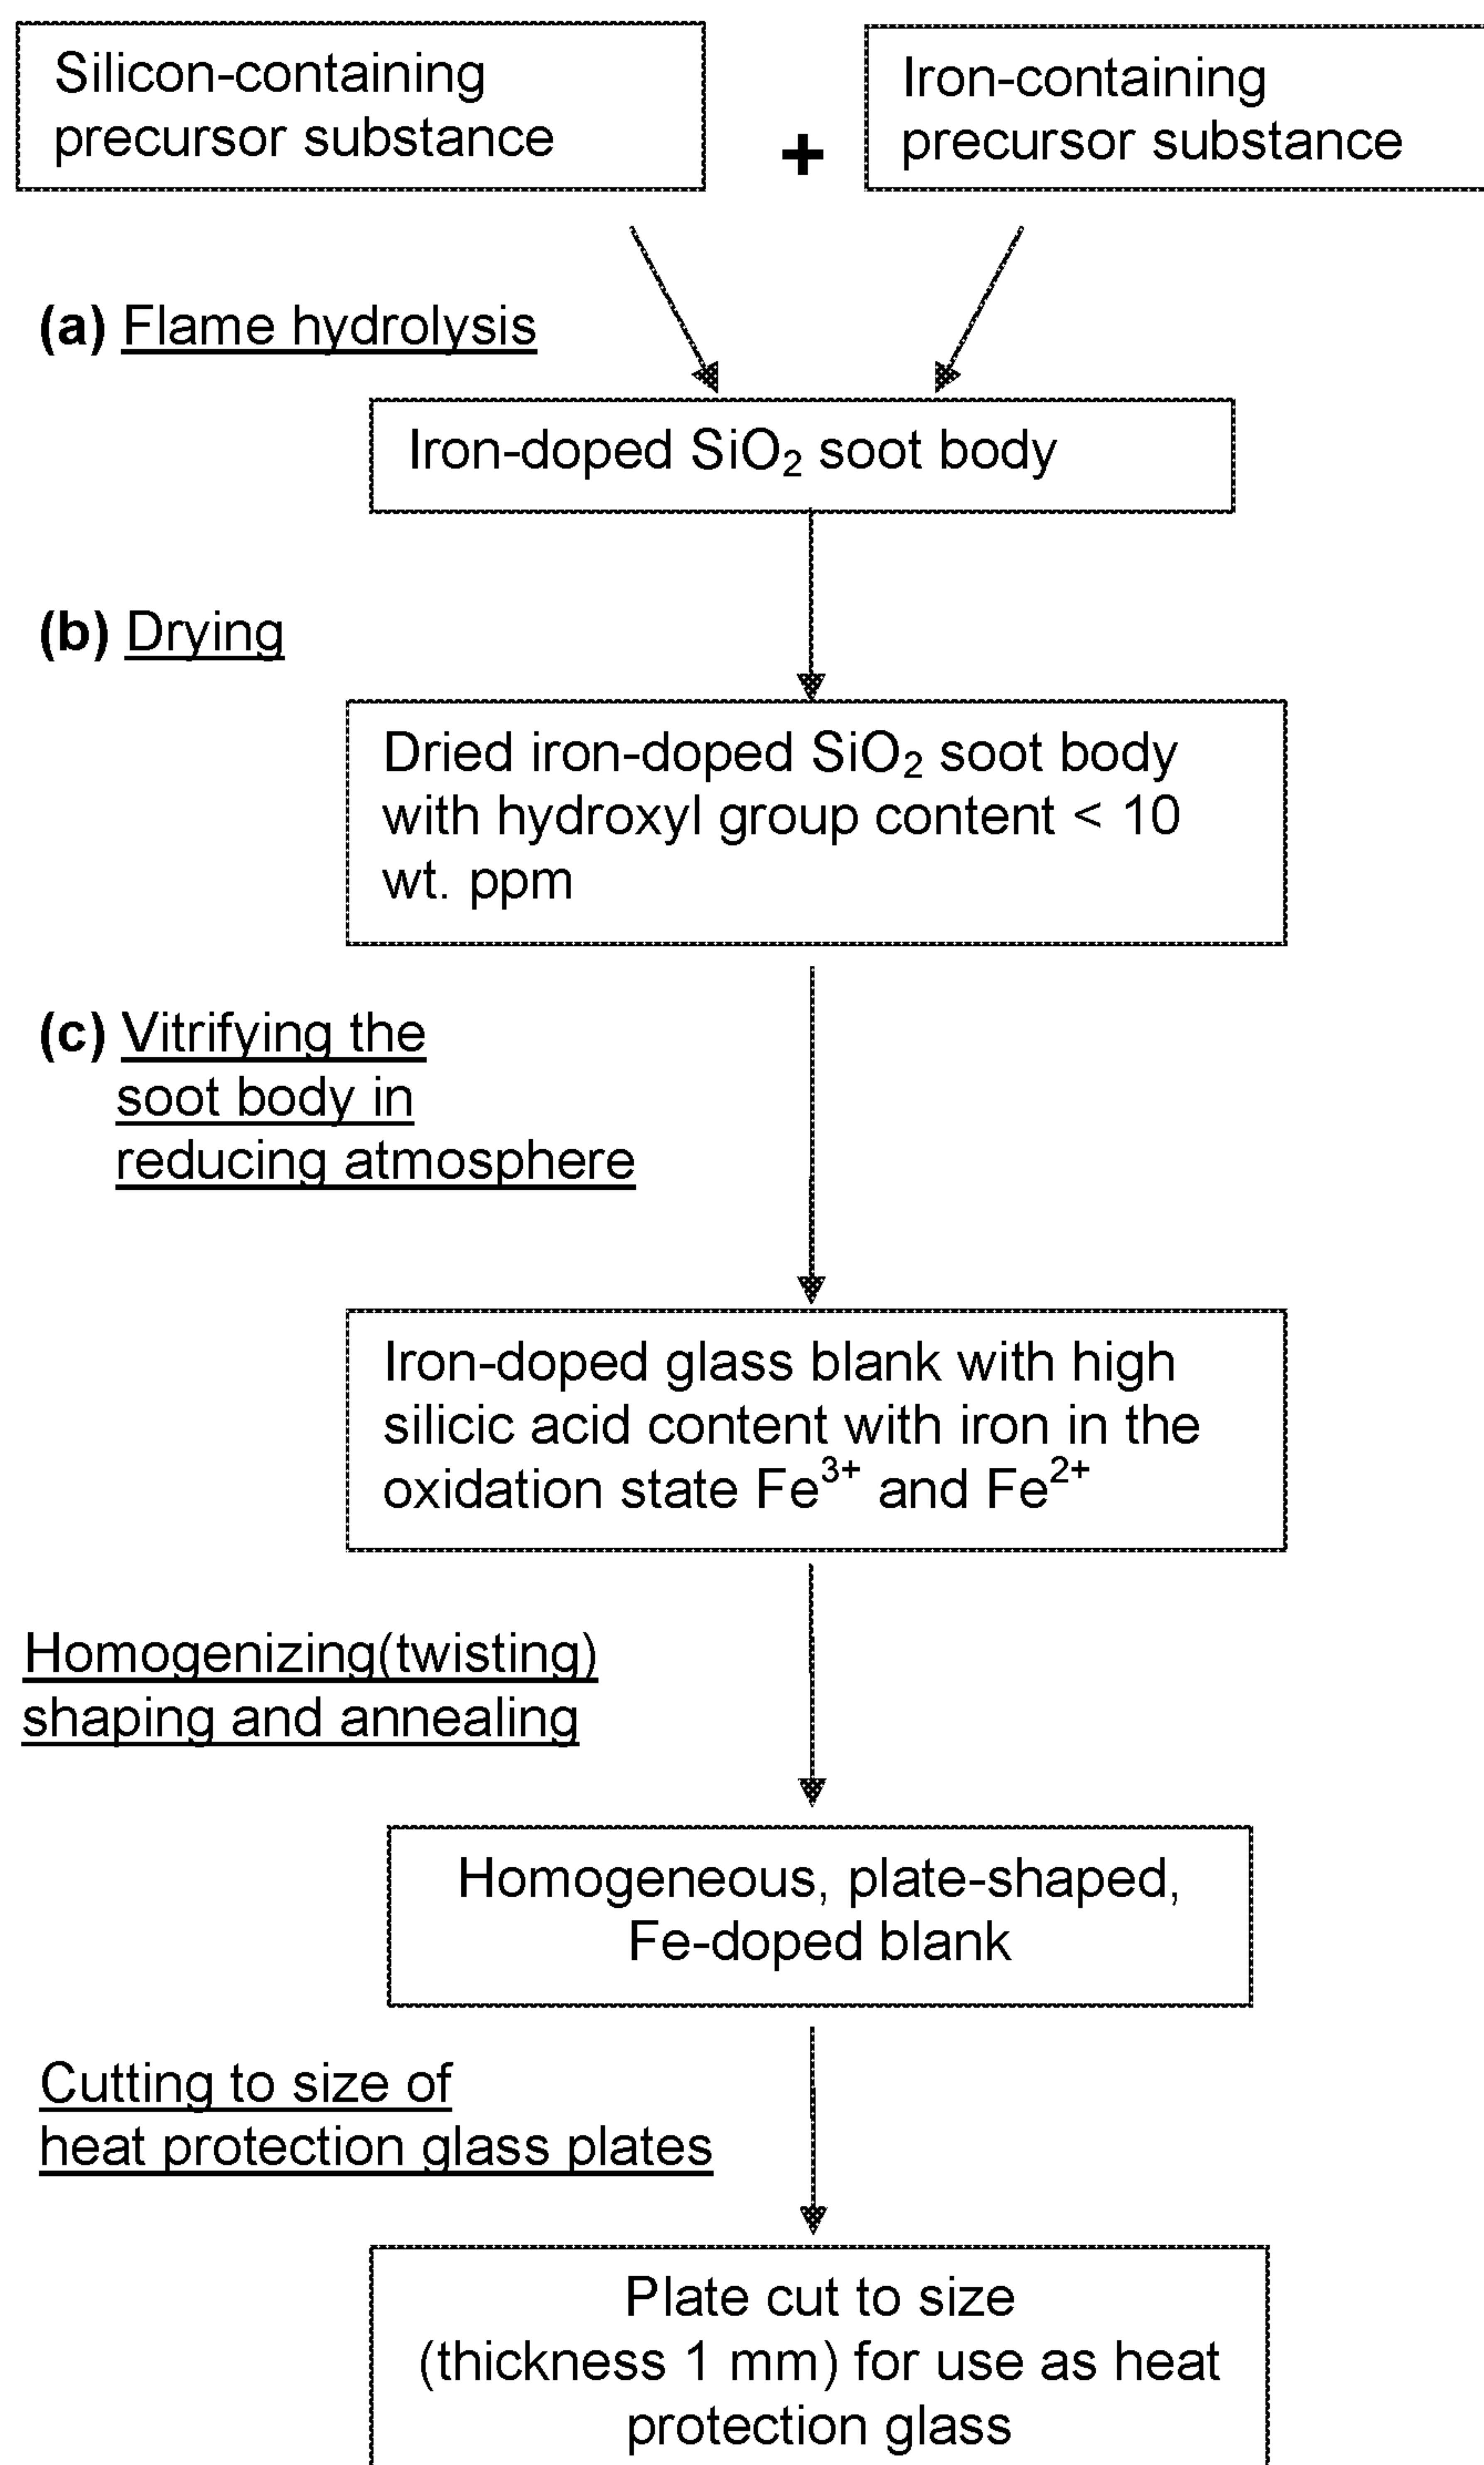 Silicon-containing
precursor substance
+
Iron-containing
precursor substance
(a) Flame hydrolysis
Iron-doped SiO₂ soot body
(b) Drying
Dried iron-doped SiO₂ soot body
with hydroxyl group content < 10
wt. ppm
(c) Vitrifying the
soot body in
reducing atmosphere
Iron-doped glass blank with high
silicic acid content with iron in the
oxidation state Fe³⁺ and Fe²⁺
Homogenizing(twisting)
shaping and annealing
Homogeneous, plate-shaped,
Fe-doped blank
Cutting to size of
heat protection glass plates
Plate cut to size
(thickness 1 mm) for use as heat
protection glass